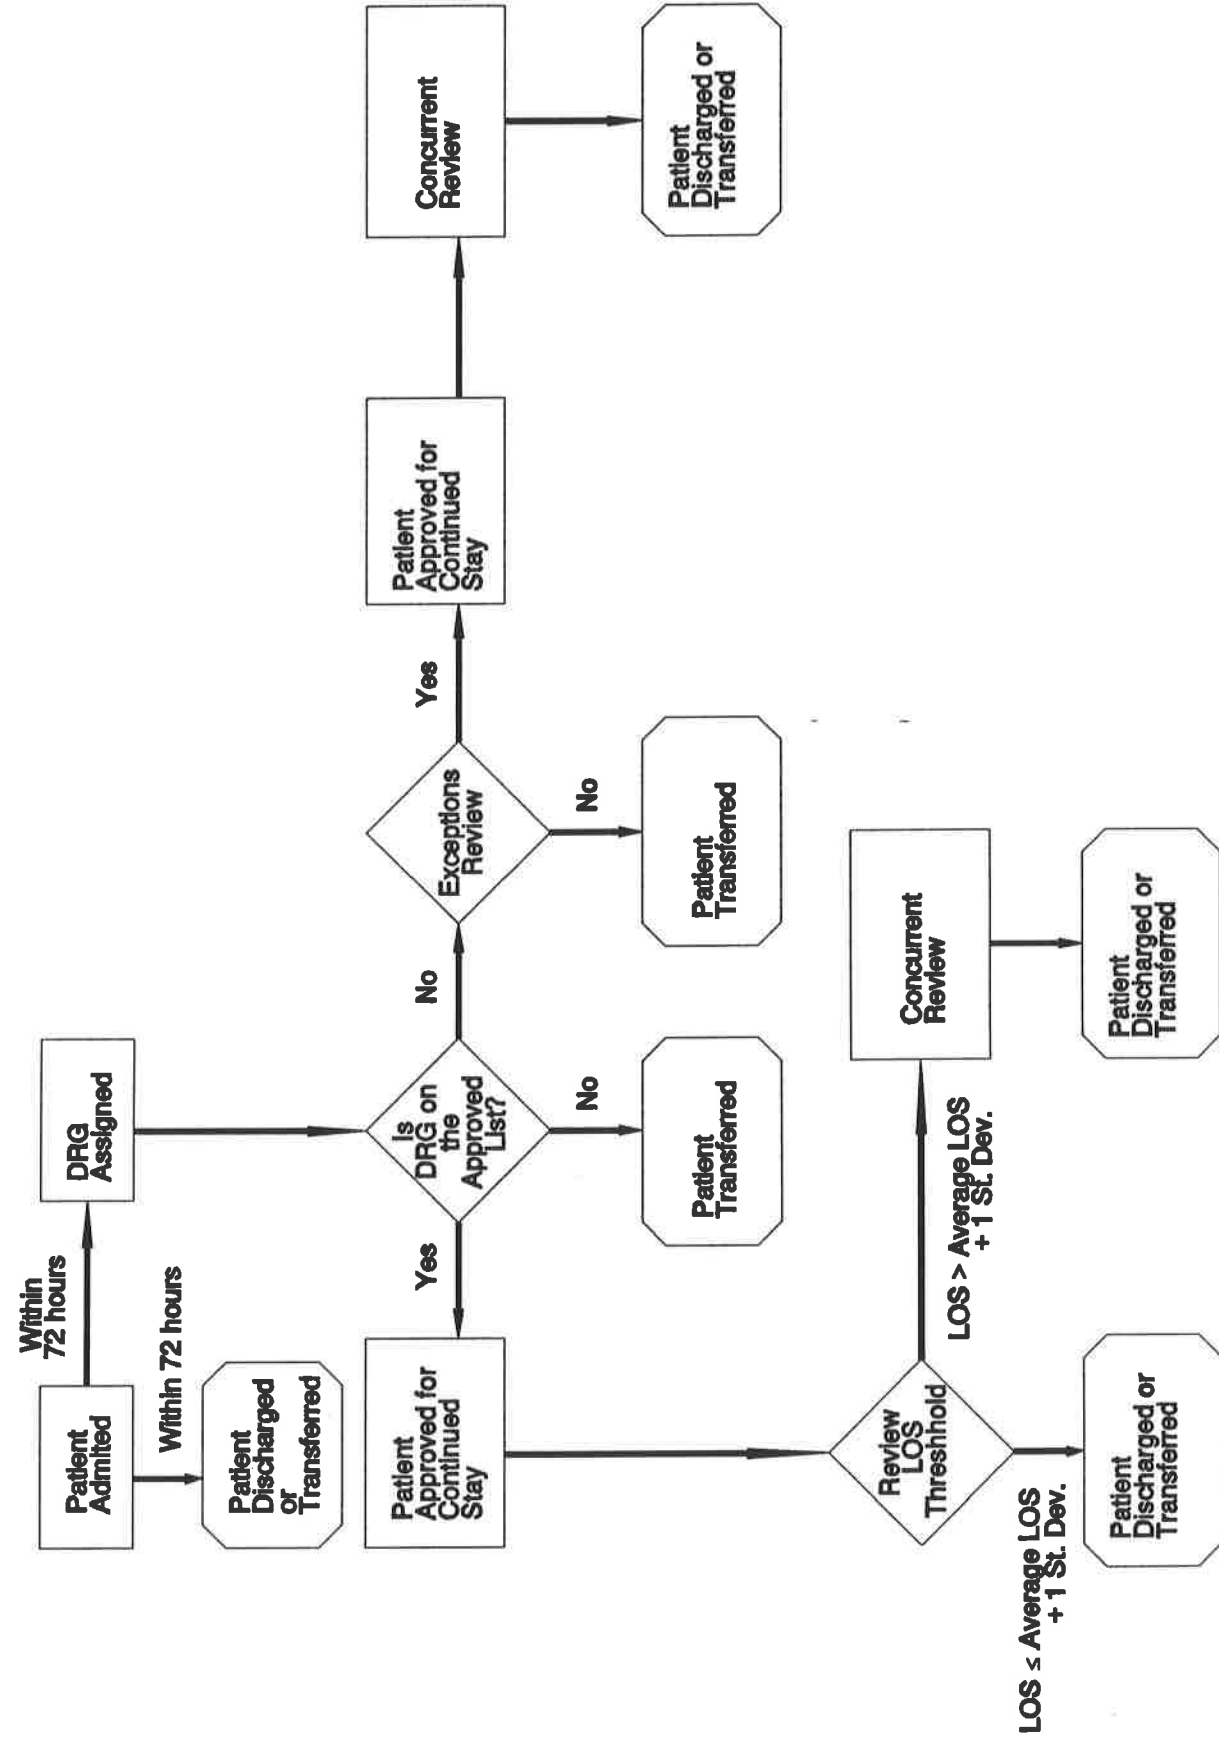 Within
72 hours
Patient
Admitted
DRG
Assigned
Within 72 hours
Patient
Discharged
or
Transferred
Patient
Approved for
Continued
Stay
Yes
Is
DRG on
the
Approved
List?
No
Exceptions
Review
Yes
Patient
Approved for
Continued
Stay
Concurrent
Review
No
Patient
Transferred
No
Patient
Transferred
Patient
Discharged or
Transferred
Review
LOS
Threshhold
LOS > Average LOS
+ 1 St. Dev.
Concurrent
Review
LOS ≤ Average LOS
+ 1 St. Dev.
Patient
Discharged or
Transferred
Patient
Discharged or
Transferred